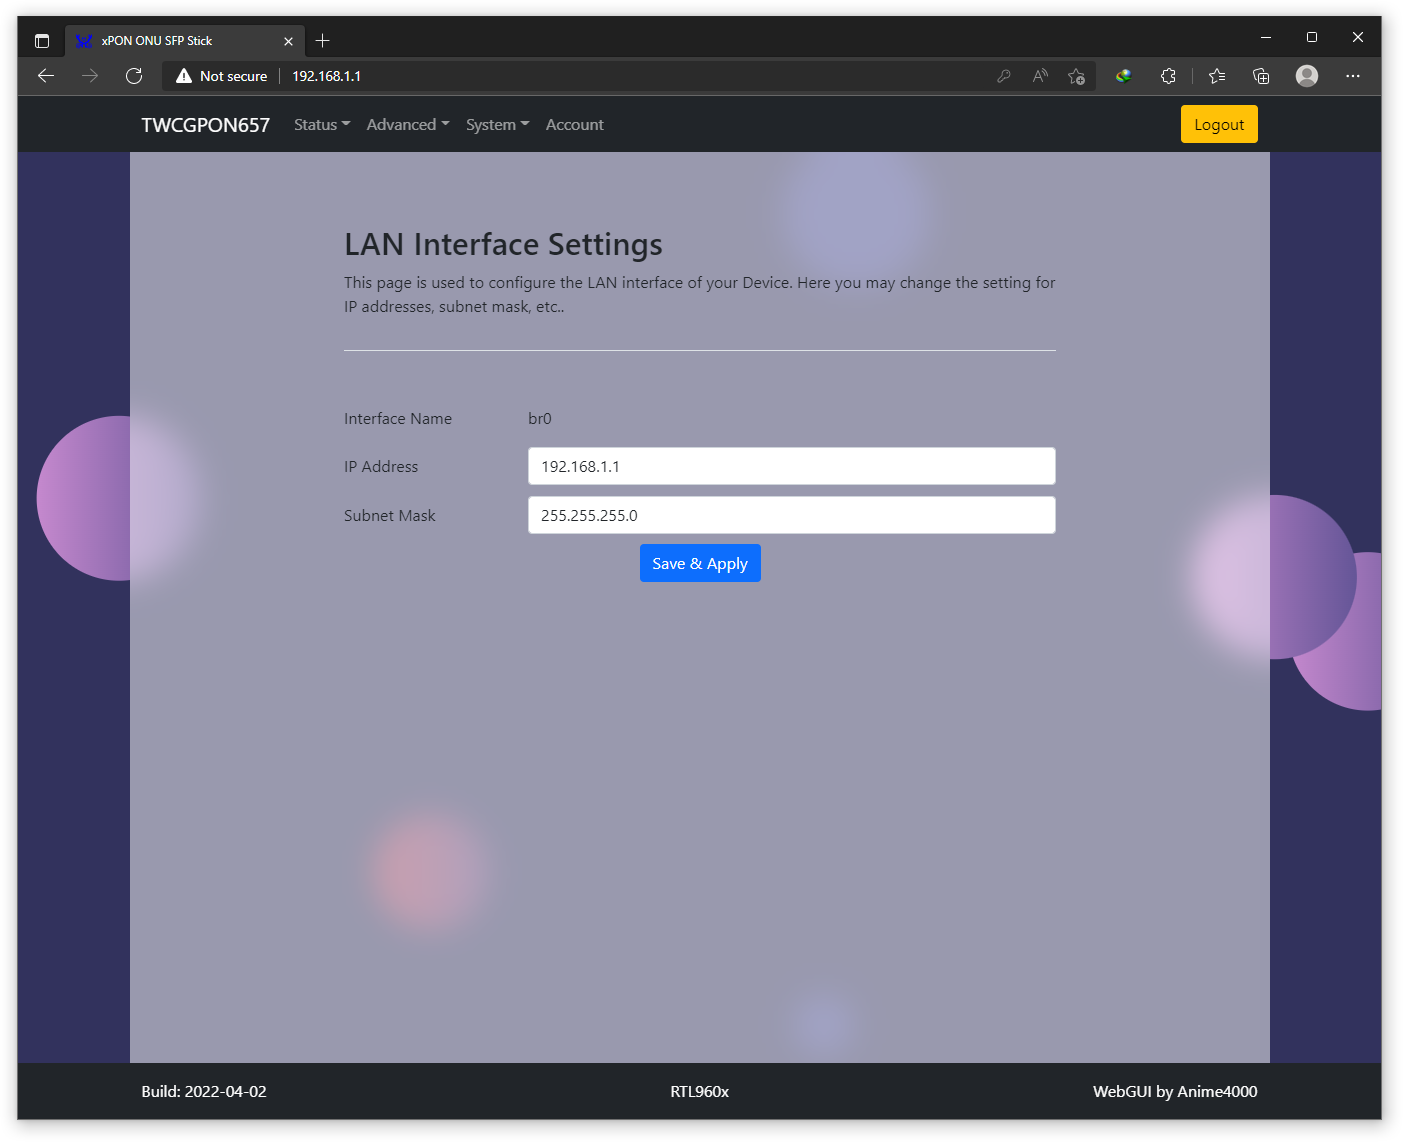 xPON ONU SFP Stick
Not secure 192.168.1.1
TWCGPON657 Status Advanced System Account Logout
LAN Interface Settings
This page is used to configure the LAN interface of your Device. Here you may change the setting for
IP addresses, subnet mask, etc..
Interface Name br0
IP Address 192.168.1.1
Subnet Mask 255.255.255.0
Save & Apply
Build: 2022-04-02 RTL960x WebGUI by Anime4000